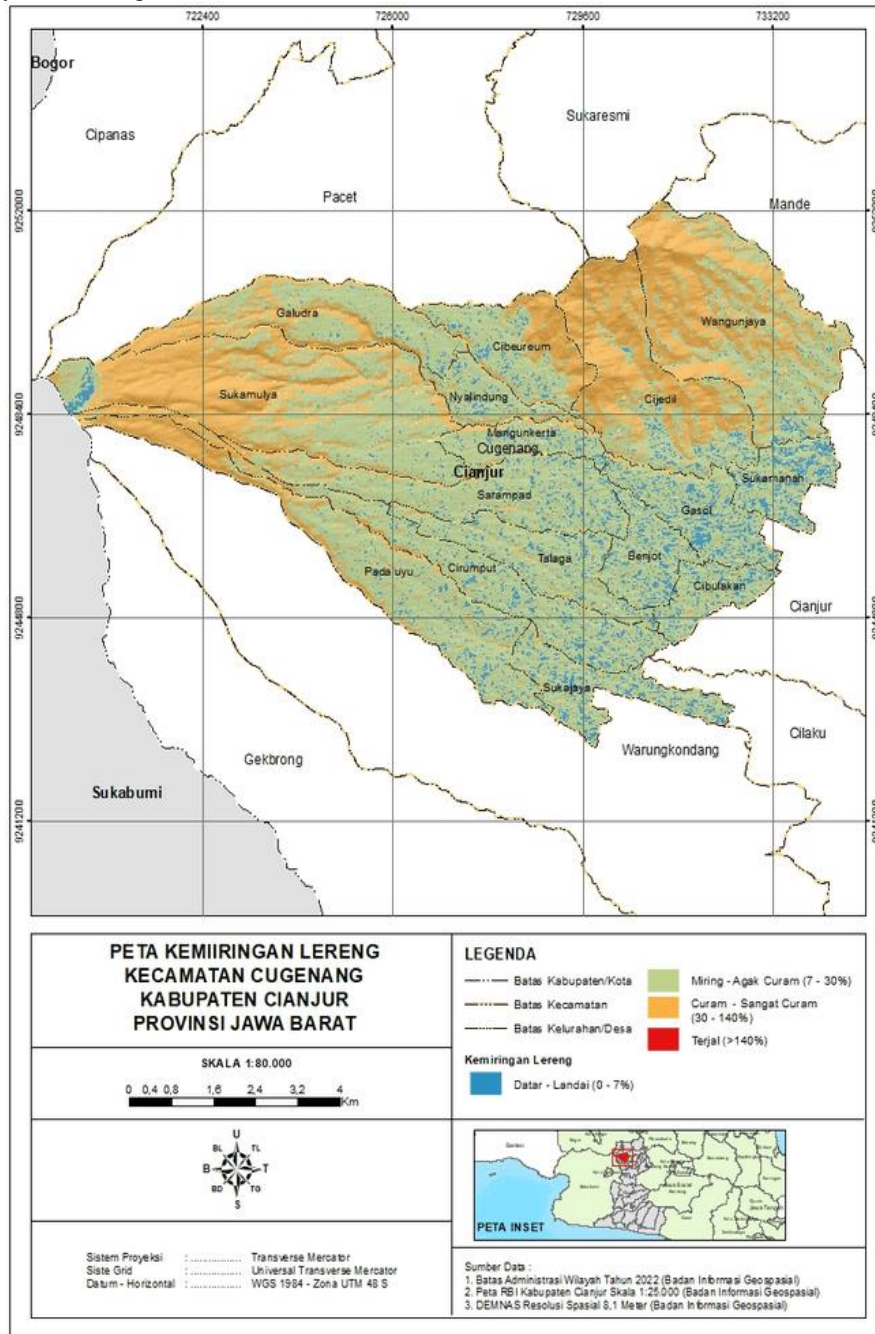 722400 726000 729600 733200
Bogor
Sukaresmi
Cipanas
Pacet
Mande
9252000 9252000
Galudra
Wangunjaya
Cibeureum
Sukamulya
Nyalindung
Cijedil
9248400 9248400
Mangunkerta
Cugenang
Cianjur
Sukamanah
Sarampad
Gasol
Talaga
Benjot
Cirumput
Cibulakan
Cianjur
9244800 9244800
Sukajaya
Cilaku
Warungkondang
Gekbrong
Sukabumi
9241200 9241200
PETA KEMIIRINGAN LERENG
KECAMATAN CUGENANG
KABUPATEN CIANJUR
PROVINSI JAWA BARAT
SKALA 1:80.000
0 0,4 0,8 1,6 2,4 3,2 4
Km
U
BL TL
B T
BD TG
S
Sistem Proyeksi : ................ Transverse Mercator
Siste Grid : ................ Universal Transverse Mercator
Datum - Horizontal : ................ WGS 1984 - Zona UTM 48 S
LEGENDA
Batas Kabupaten/Kota
Batas Kecamatan
Batas Kelurahan/Desa
Kemiringan Lereng
Datar - Landai (0 - 7%)
Miring - Agak Curam (7 - 30%)
Curam - Sangat Curam
(30 - 140%)
Terjal (>140%)
PETA INSET
Sumber Data :
1. Batas Administrasi Wilayah Tahun 2022 (Badan Informasi Geospasial)
2. Peta RBI Kabupaten Cianjur Skala 1:25.000 (Badan Informasi Geospasial)
3. DEMNAS Resolusi Spasial 8,1 Meter (Badan Informasi Geospasial)